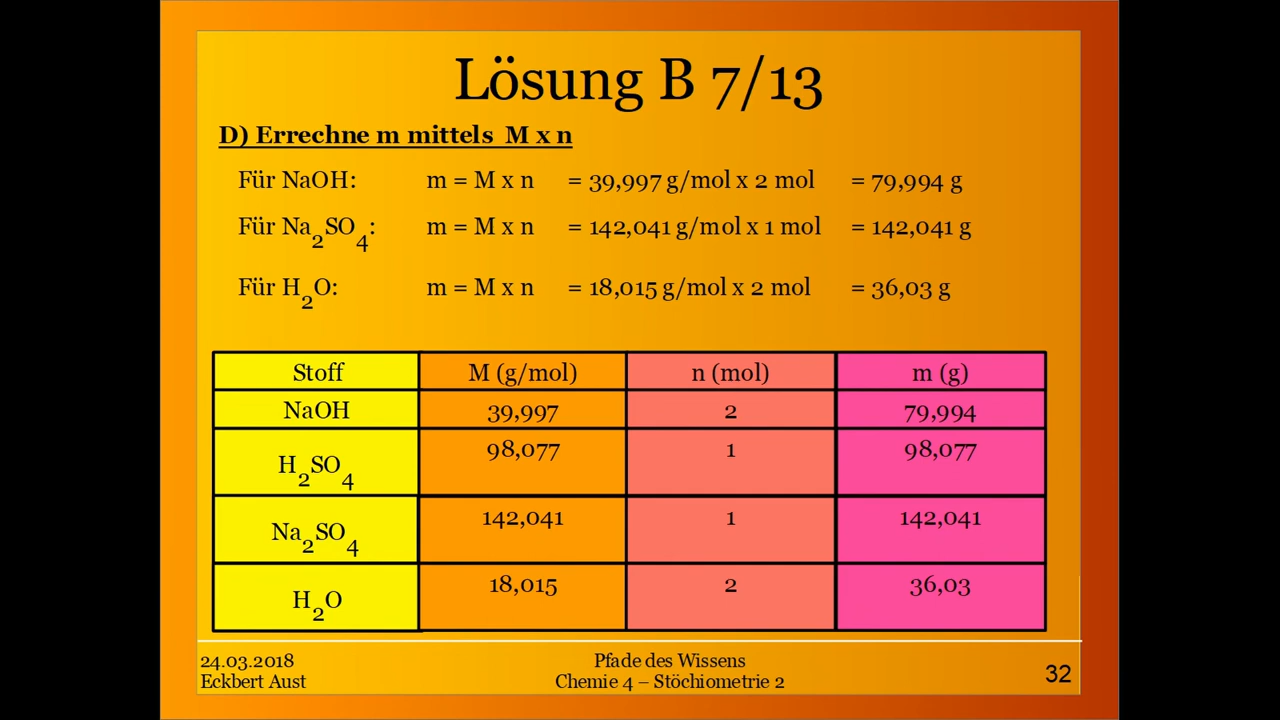 Lösung B 7/13
D) Errechne m mittels M x n
Für NaOH: m = M x n = 39,997 g/mol x 2 mol = 79,994 g
Für Na2SO4: m = M x n = 142,041 g/mol x 1 mol = 142,041 g
Für H2O: m = M x n = 18,015 g/mol x 2 mol = 36,03 g
Stoff M (g/mol) n (mol) m (g)
NaOH 39,997 2 79,994
H2SO4 98,077 1 98,077
Na2SO4 142,041 1 142,041
H2O 18,015 2 36,03
24.03.2018 Pfade des Wissens
Eckbert Aust Chemie 4 – Stöchiometrie 2 32